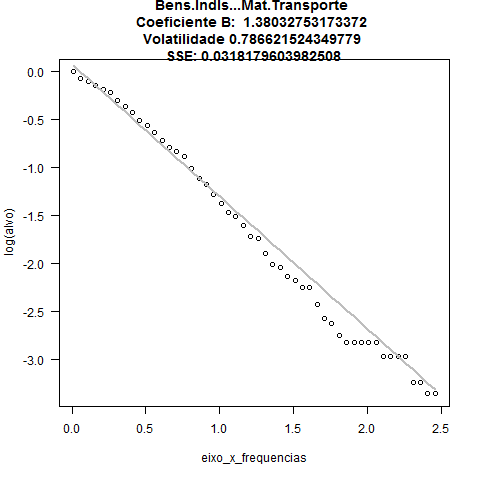 Bens.Indls...Mat.Transporte
Coeficiente B:  1.38032753173372
Volatilidade 0.786621524349779
SSE: 0.0318179603982508
log(alvo)
0.0
-0.5
-1.0
-1.5
-2.0
-2.5
-3.0
0.0 0.5 1.0 1.5 2.0 2.5
eixo_x_frequencias